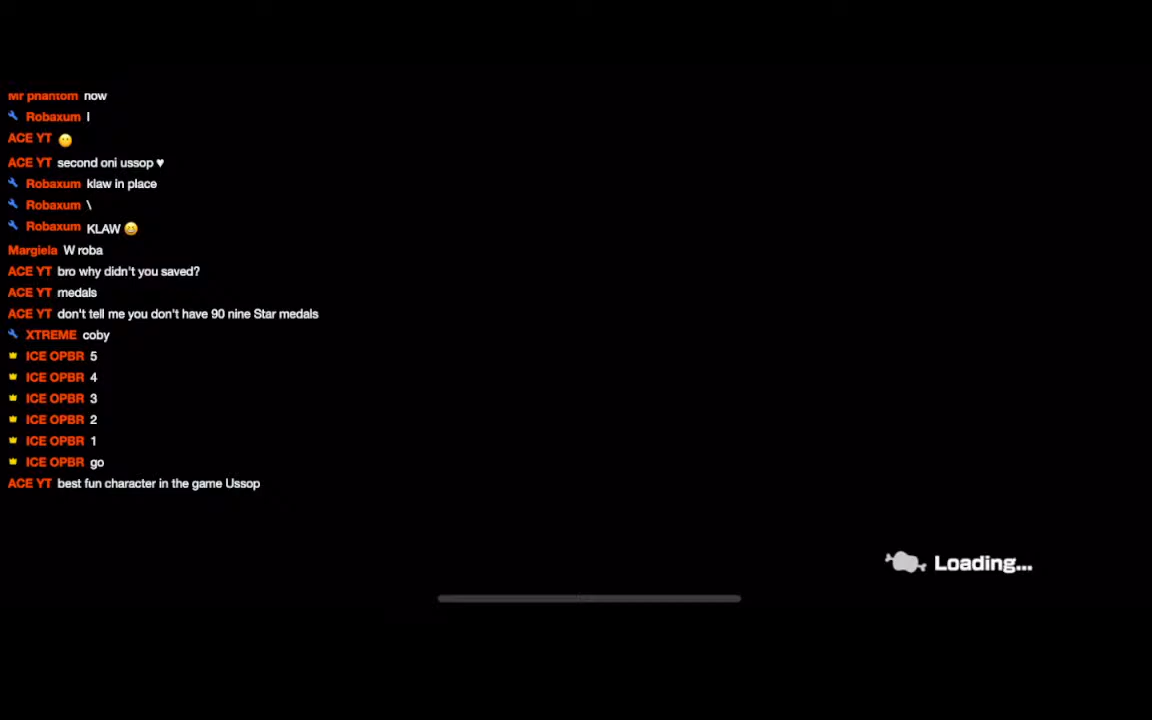 Mr phantom now
Robaxum I
ACE YT 😶
ACE YT second oni ussop ♥
Robaxum klaw in place
Robaxum \
Robaxum KLAW 😄
Margiela W roba
ACE YT bro why didn't you saved?
ACE YT medals
ACE YT don't tell me you don't have 90 nine Star medals
XTREME coby
ICE OPBR 5
ICE OPBR 4
ICE OPBR 3
ICE OPBR 2
ICE OPBR 1
ICE OPBR go
ACE YT best fun character in the game Ussop
Loading...